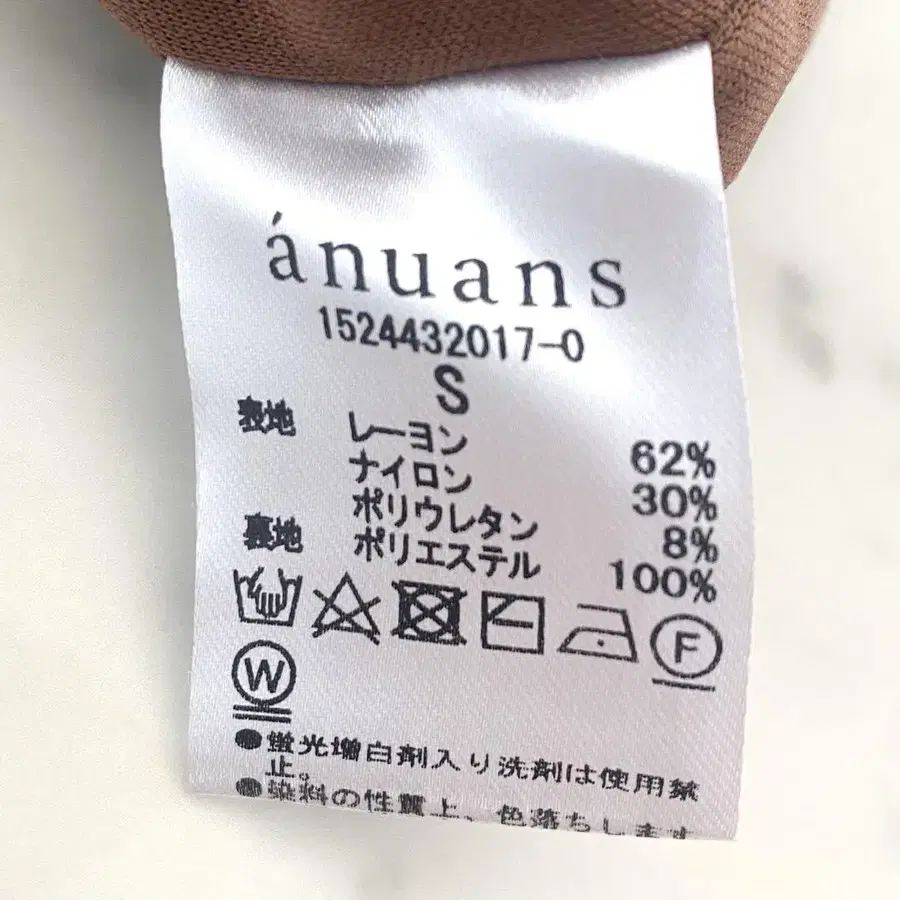 ánuans
1524432017-0
S
表地 レーヨン 62%
ナイロン 30%
ポリウレタン 8%
裏地 ポリエステル 100%
F
W
●蛍光増白剤入り洗剤は使用禁
止。
●染料の性質上、色落ちします